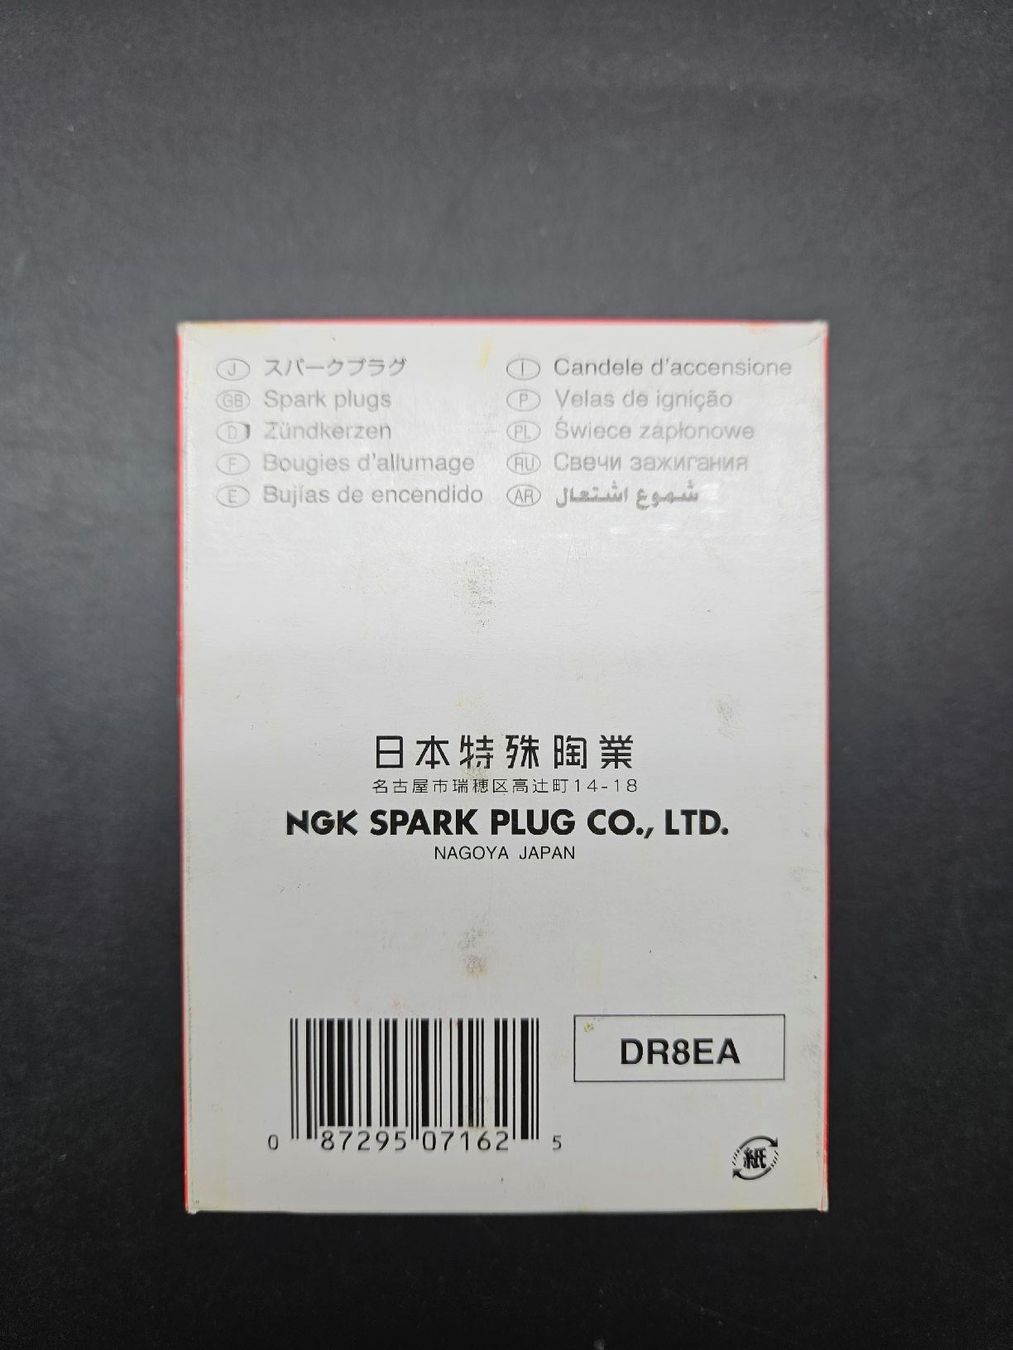 J スパークプラグ
GB Spark plugs
D Zündkerzen
F Bougies d'allumage
E Bujías de encendido
I Candele d'accensione
P Velas de ignição
PL Świece zapłonowe
RU Свечи зажигания
AR شموع اشتعال
日本特殊陶業
名古屋市瑞穂区高辻町14-18
NGK SPARK PLUG CO., LTD.
NAGOYA JAPAN
DR8EA
0 87295 07162 5
紙